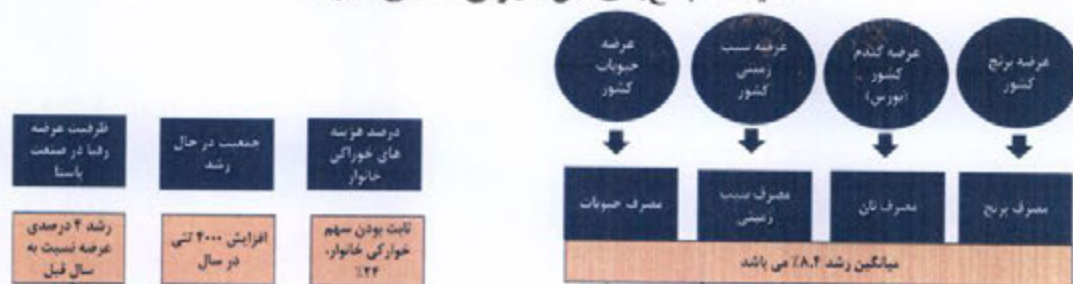 عرضه برنج
کشور
عرضه گندم
کشور
(بورس)
عرضه سیب
زمینی
کشور
عرضه
حبوبات
کشور
مصرف برنج
مصرف نان
مصرف سیب
زمینی
مصرف حبوبات
میانگین رشد ۸.۴٪ می باشد
درصد هزینه
های خوراکی
خانوار
جمعیت در حال
رشد
ظرفیت عرضه
رقبا در صنعت
پاستا
ثابت بودن سهم
خوارکی خانوار،
۲۴٪
افزایش ۴۰۰۰ تنی
در سال
رشد ۴ درصدی
عرضه نسبت به
سال قبل